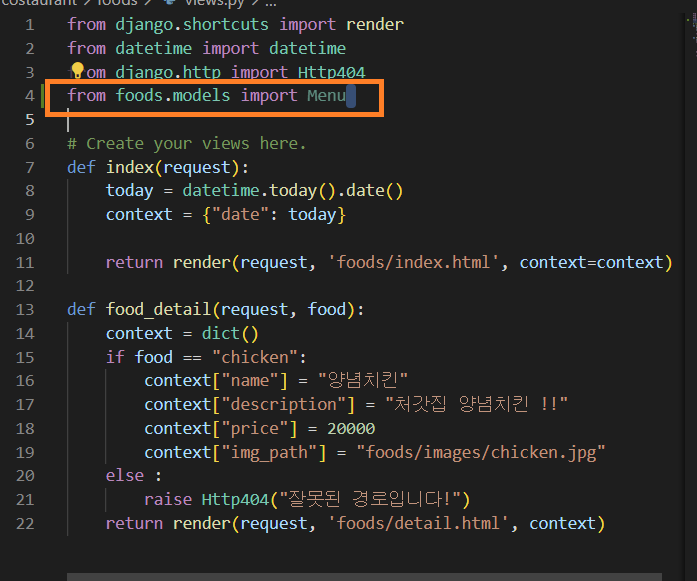 costaurant > foods > views.py > ...
1 from django.shortcuts import render
2 from datetime import datetime
3 from django.http import Http404
4 from foods.models import Menu
5
6 # Create your views here.
7 def index(request):
8     today = datetime.today().date()
9     context = {"date": today}
10
11     return render(request, 'foods/index.html', context=context)
12
13 def food_detail(request, food):
14     context = dict()
15     if food == "chicken":
16         context["name"] = "양념치킨"
17         context["description"] = "처갓집 양념치킨 !!"
18         context["price"] = 20000
19         context["img_path"] = "foods/images/chicken.jpg"
20     else :
21         raise Http404("잘못된 경로입니다!")
22     return render(request, 'foods/detail.html', context)